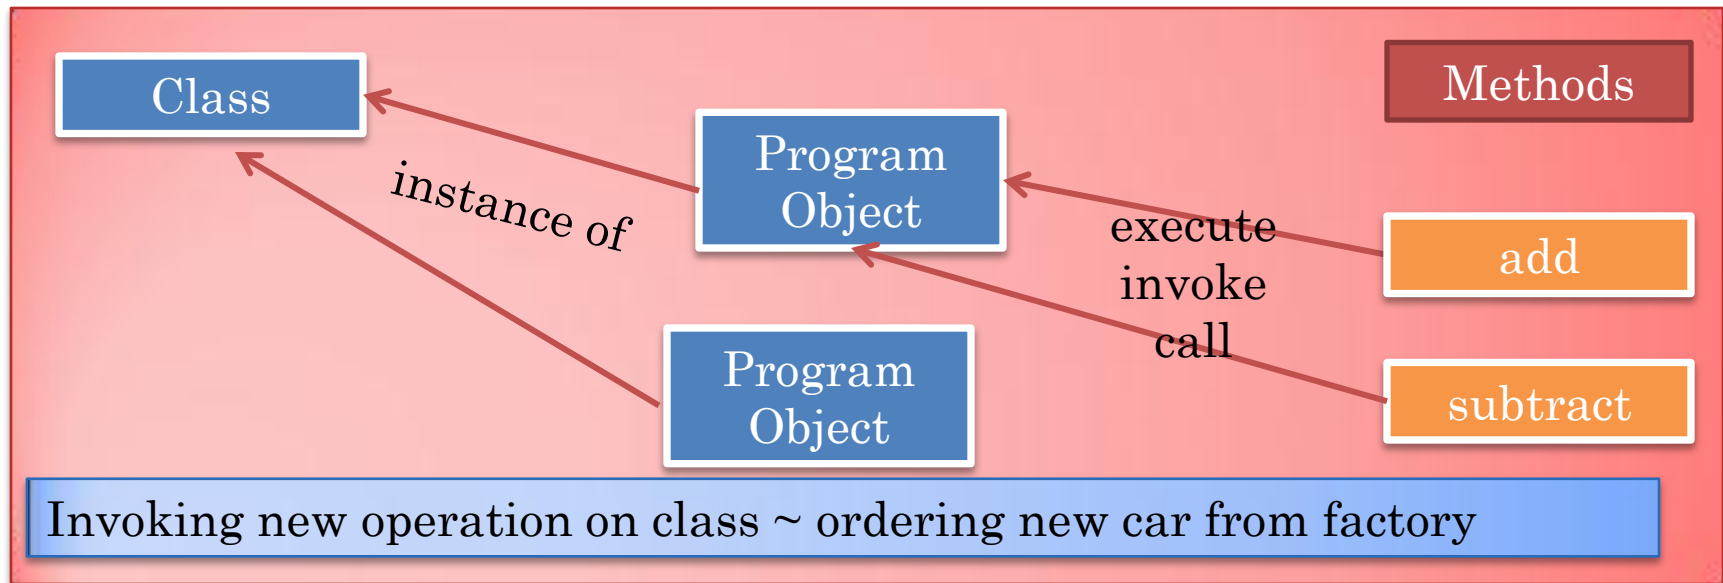 Class
Methods
Program
Object
instance of
execute
invoke
call
add
Program
Object
subtract
Invoking new operation on class ~ ordering new car from factory